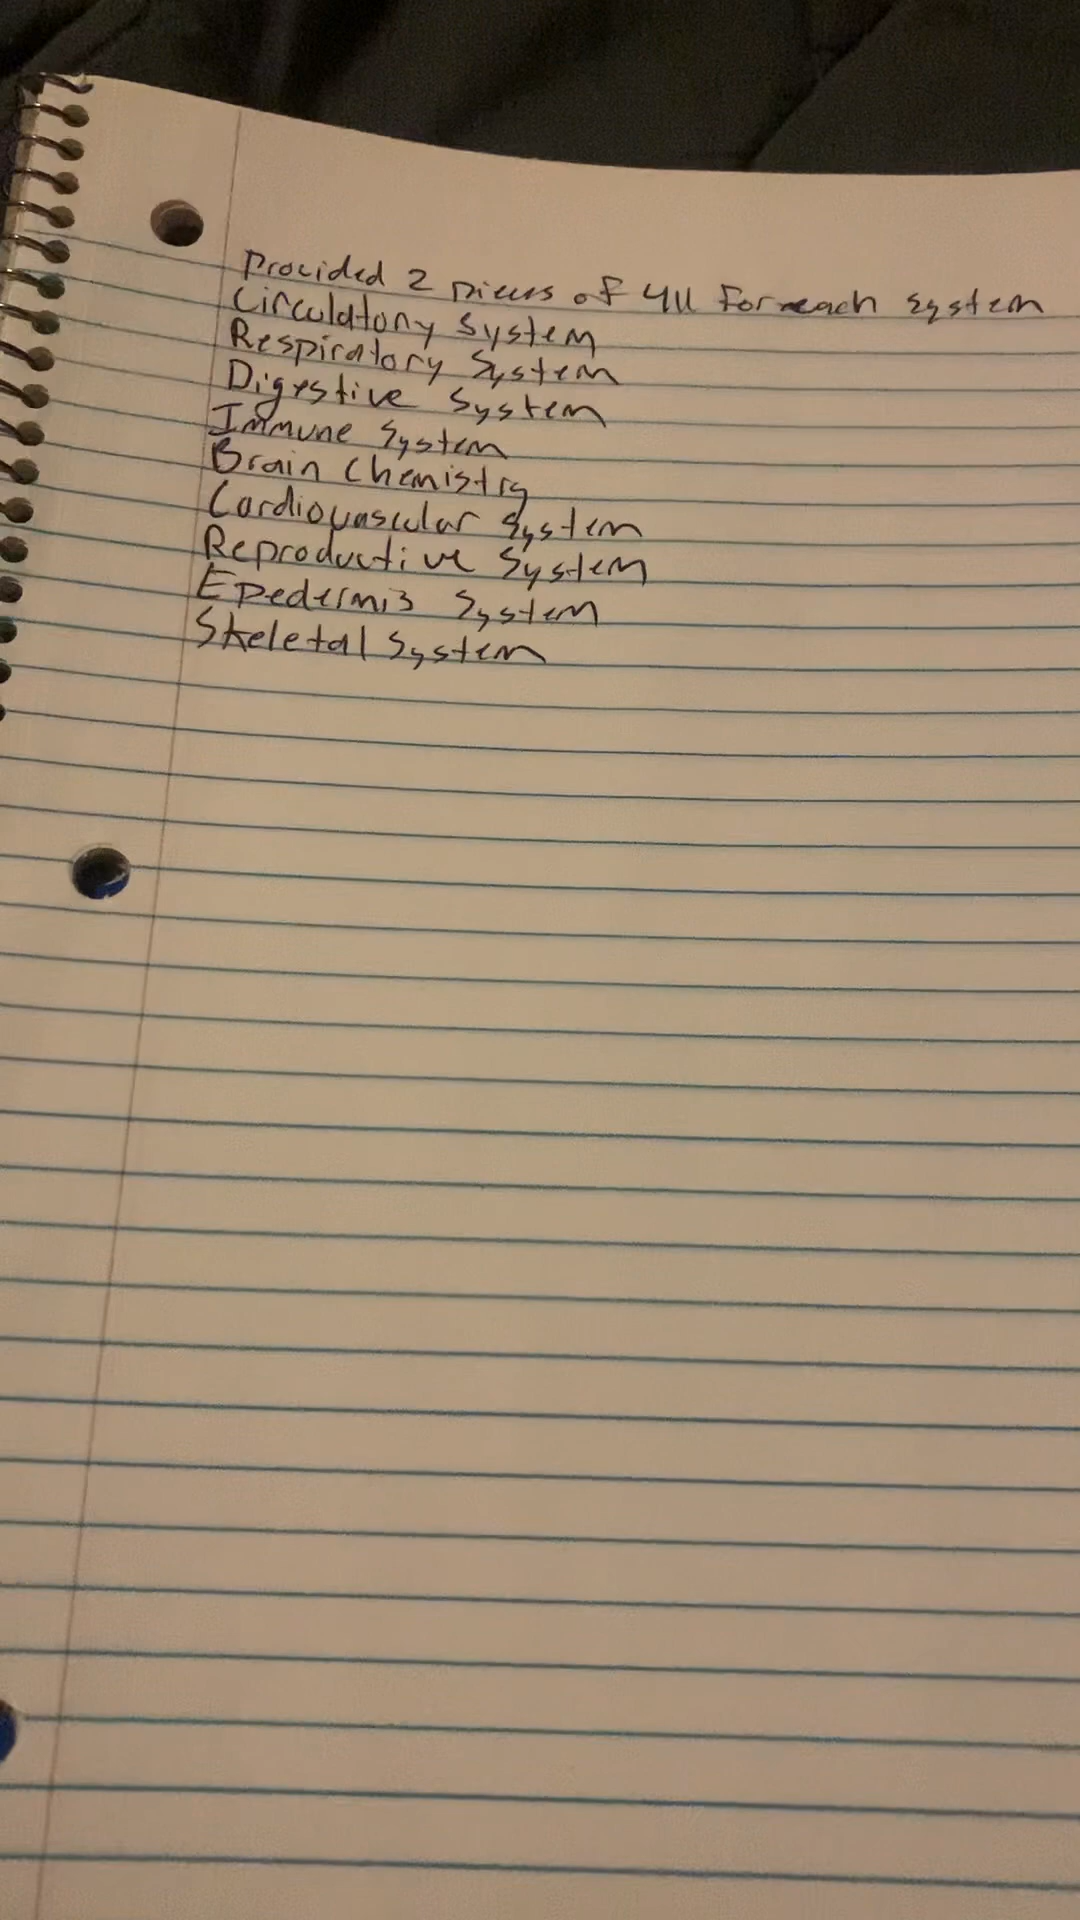 Procided 2 pieces of 411 for each system
Circulatory System
Respiratory System
Digestive System
Immune System
Brain Chemistry
Cardiovascular System
Reproductive System
Epedermis System
Skeletal System